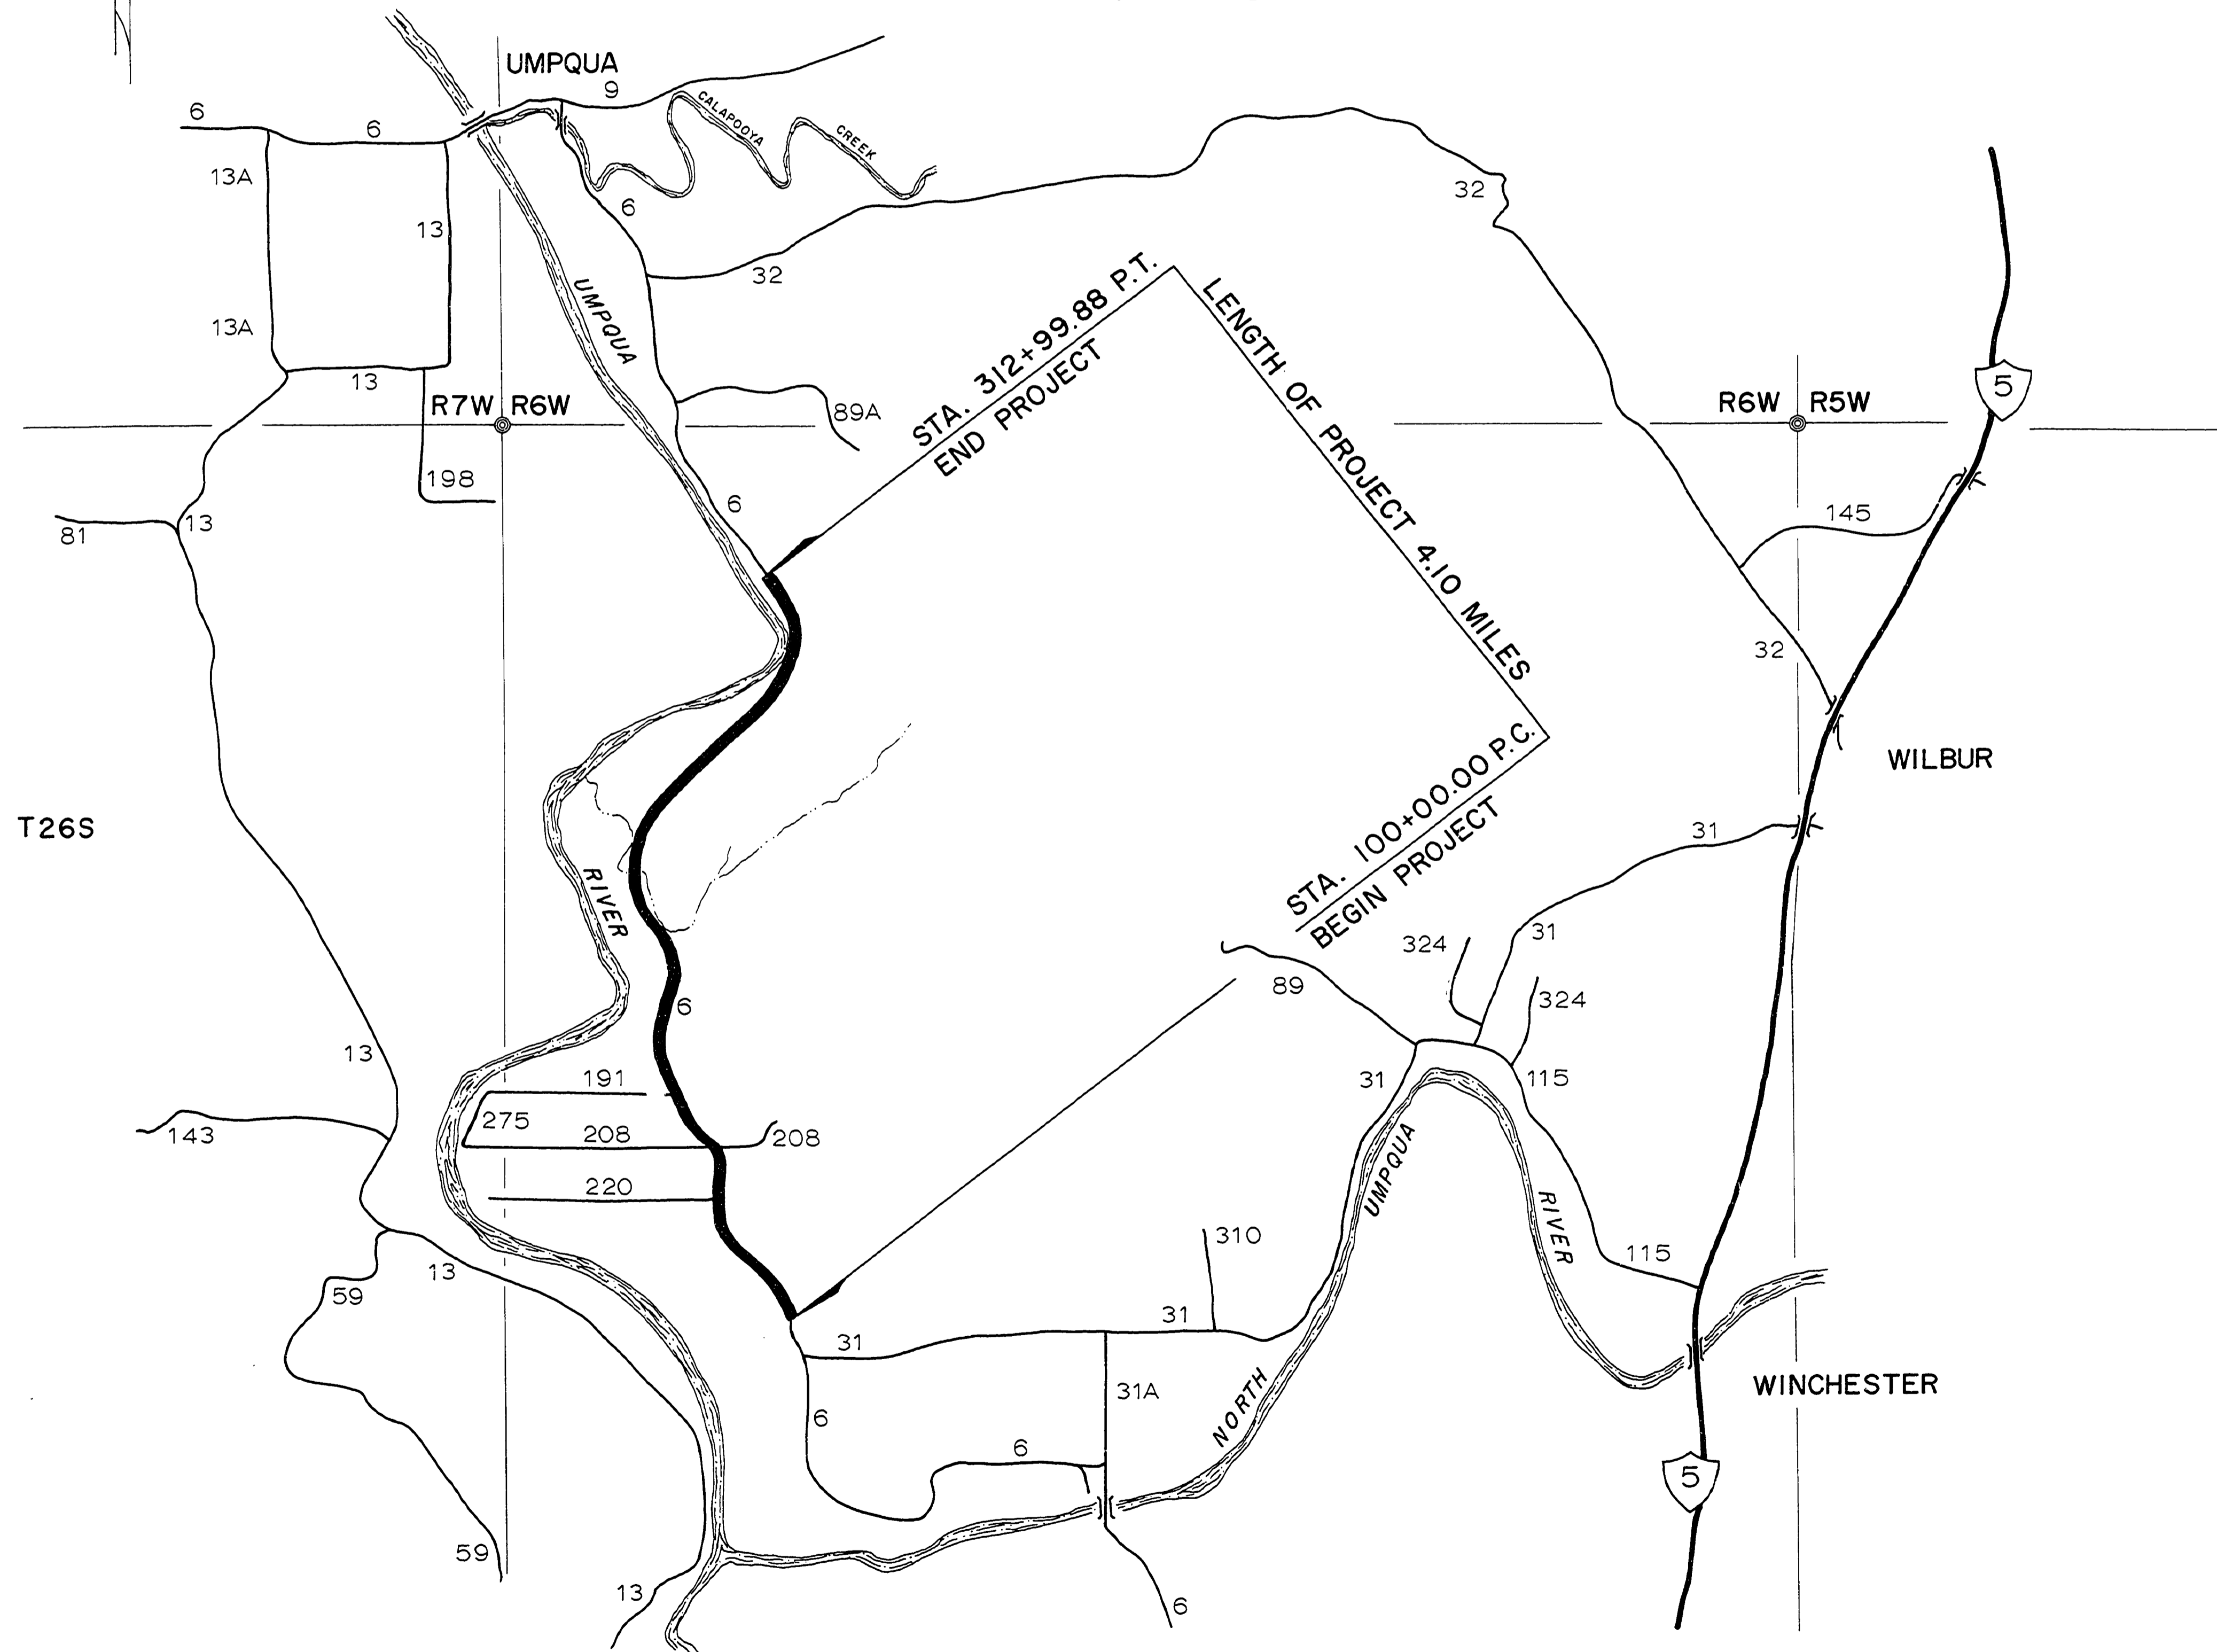 UMPQUA
9
6
6
CALAPOOYA
CREEK
13A
13
6
32
32
UMPQUA
13A
13
STA. 312+99.88 P.T.
END PROJECT
LENGTH OF PROJECT 4.10 MILES
R7W R6W
89A
R6W R5W
5
198
6
81
13
145
32
WILBUR
T26S
STA. 100+00.00 P.C.
BEGIN PROJECT
31
RIVER
31
324
89
324
6
13
191
31
115
275
208
208
143
220
UMPQUA
RIVER
310
115
13
59
31
31
31A
WINCHESTER
6
NORTH
6
5
59
13
6